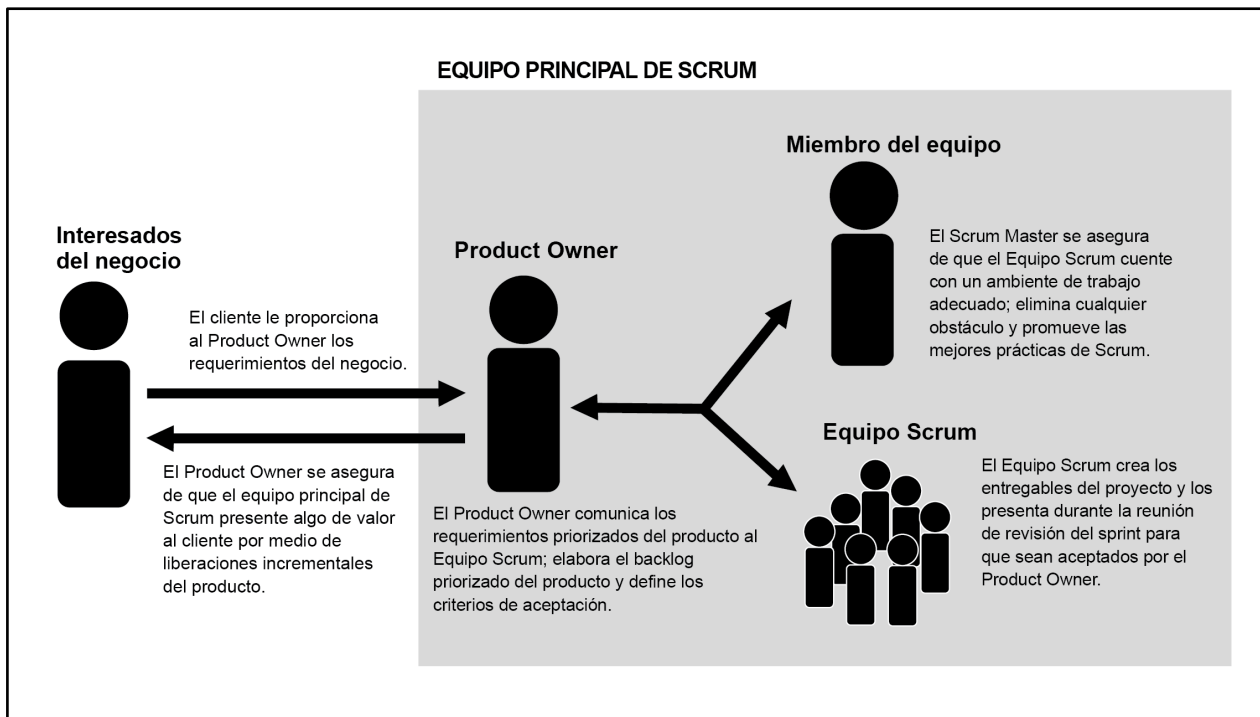 EQUIPO PRINCIPAL DE SCRUM
Interesados
del negocio
El cliente le proporciona
al Product Owner los
requerimientos del negocio.
El Product Owner se asegura
de que el equipo principal de
Scrum presente algo de valor
al cliente por medio de
liberaciones incrementales
del producto.
Product Owner
El Product Owner comunica los
requerimientos priorizados del producto al
Equipo Scrum; elabora el backlog
priorizado del producto y define los
criterios de aceptación.
Miembro del equipo
El Scrum Master se asegura
de que el Equipo Scrum cuente
con un ambiente de trabajo
adecuado; elimina cualquier
obstáculo y promueve las
mejores prácticas de Scrum.
Equipo Scrum
El Equipo Scrum crea los
entregables del proyecto y los
presenta durante la reunión
de revisión del sprint para
que sean aceptados por el
Product Owner.